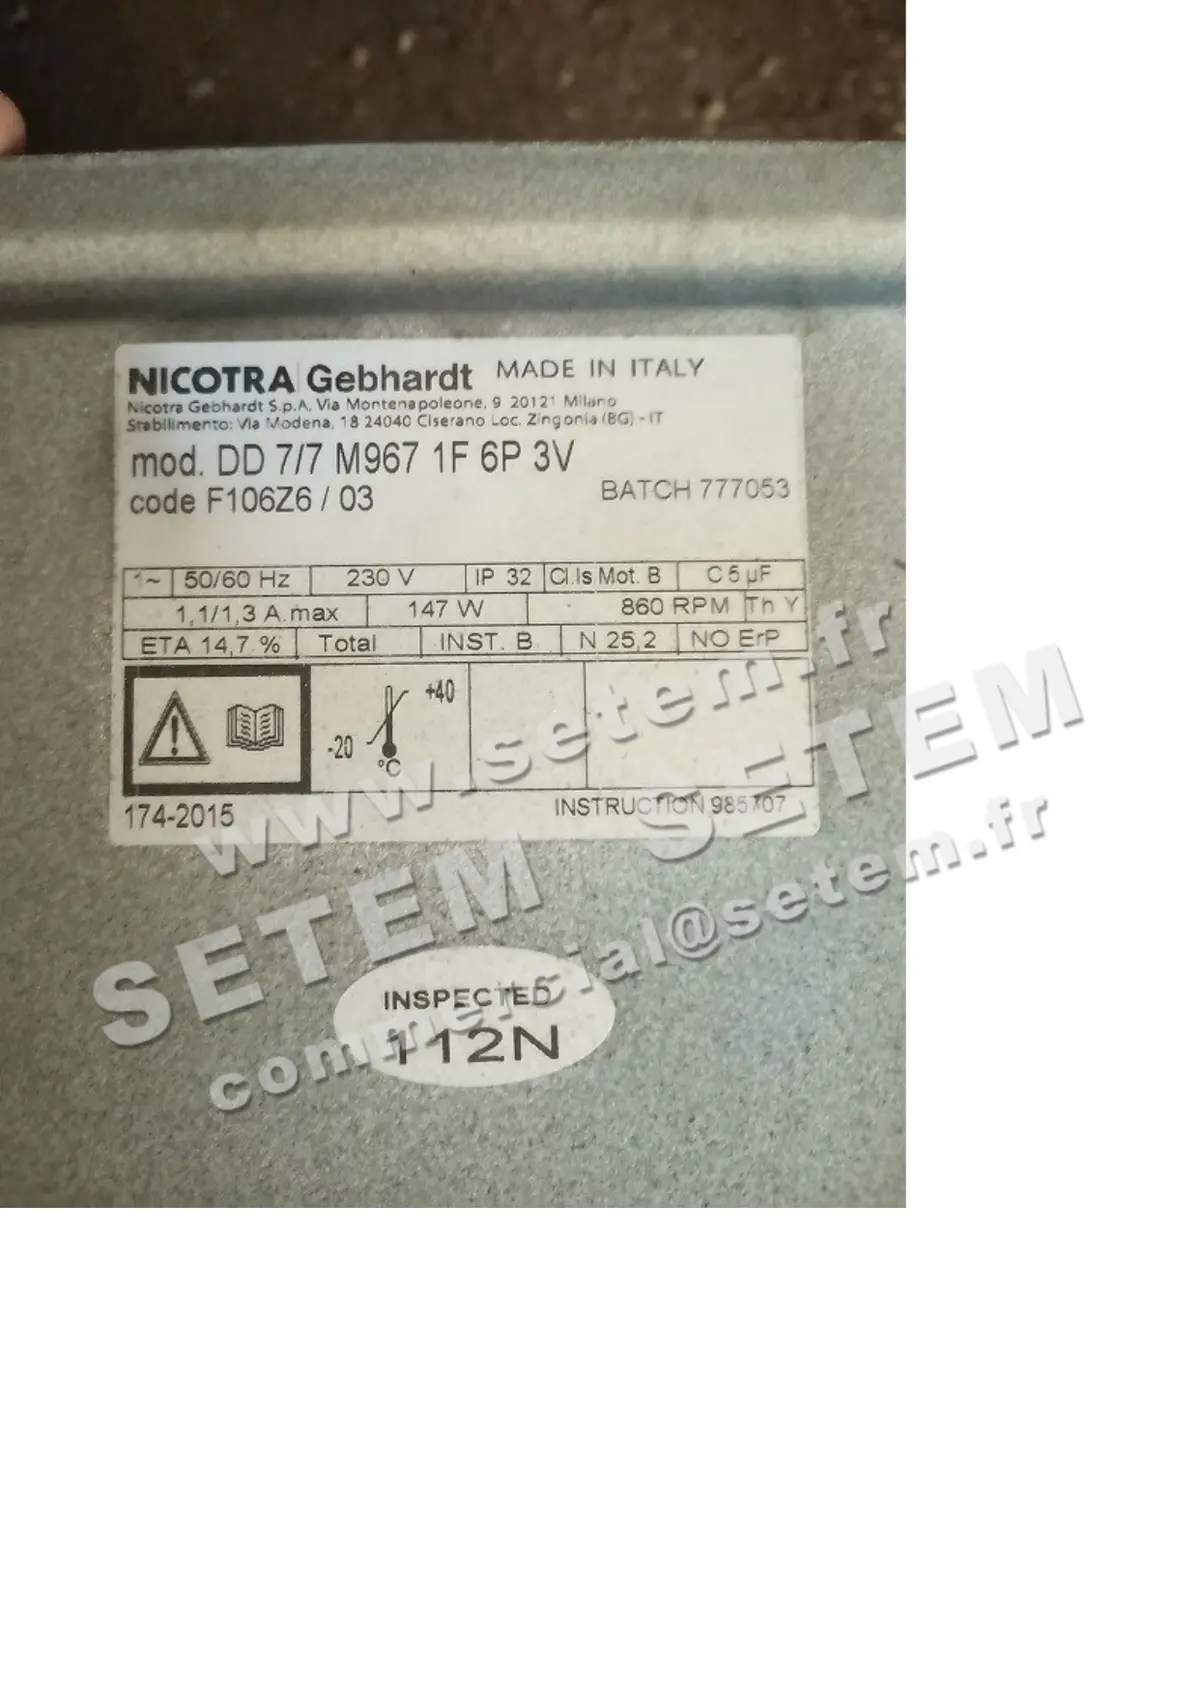 NICOTRA Gebhardt MADE IN ITALY
Nicotra Gebhardt S.p.A. Via Montenapoleone, 9 20121 Milano
Stabilimento: Via Modena, 18 24040 Ciserano Loc. Zingonia (BG) - IT
mod. DD 7/7 M967 1F 6P 3V
code F106Z6 / 03 BATCH 777053
1~ 50/60 Hz 230 V IP 32 Cl.Is Mot. B C 5 µF
1,1/1,3 A.max 147 W 860 RPM Th Y
ETA 14,7 % Total INST. B N 25,2 NO ErP
-20 +40 °C
174-2015 INSTRUCTION 985707
www.setem.fr
SETEM SETEM
commercial@setem.fr
INSPECTED
112N